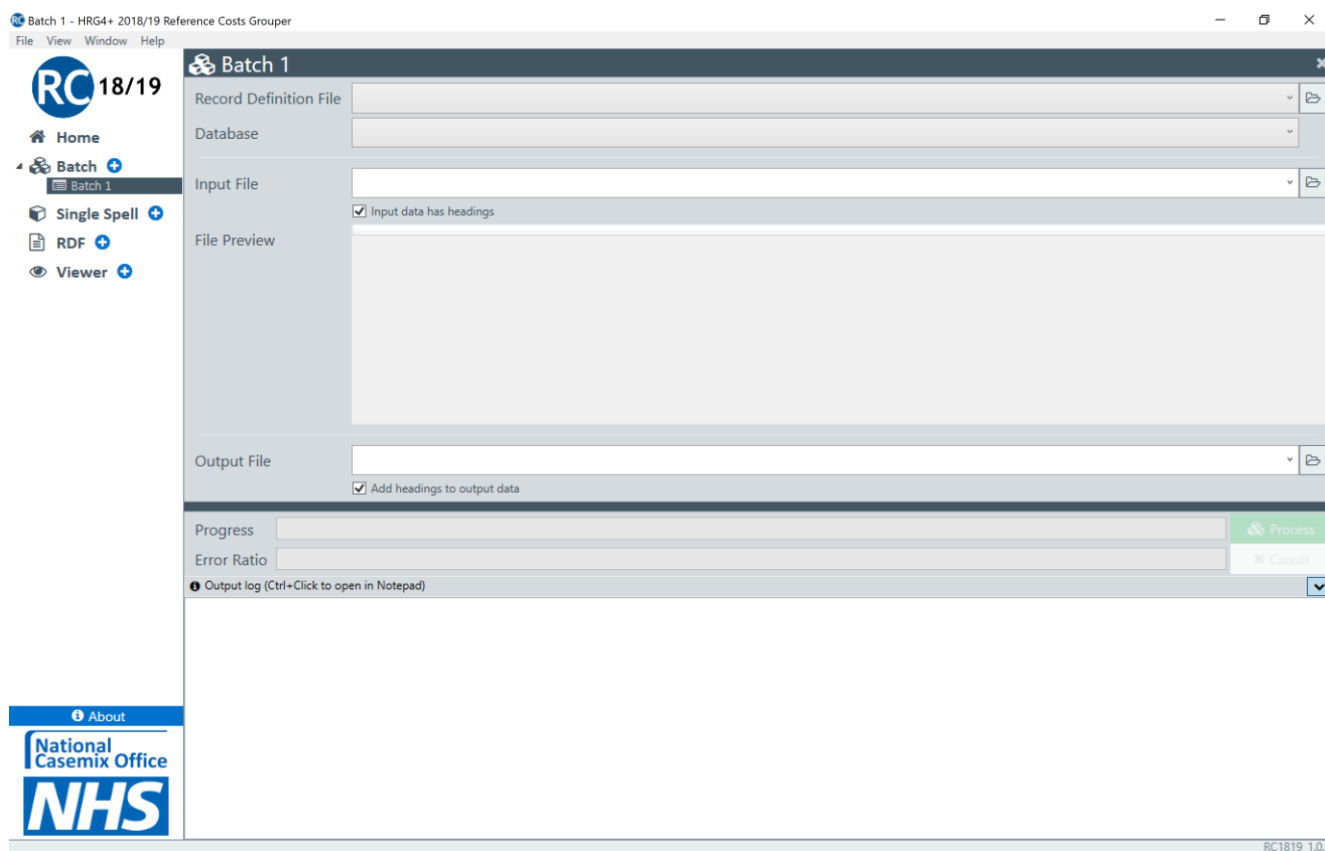 RC Batch 1 - HRG4+ 2018/19 Reference Costs Grouper
File View Window Help
RC 18/19
Home
Batch
Batch 1
Single Spell
RDF
Viewer
Batch 1
Record Definition File
Database
Input File
Input data has headings
File Preview
Output File
Add headings to output data
Progress
Process
Error Ratio
Cancel
Output log (Ctrl+Click to open in Notepad)
About
National
Casemix Office
NHS
RC1819_1.0.